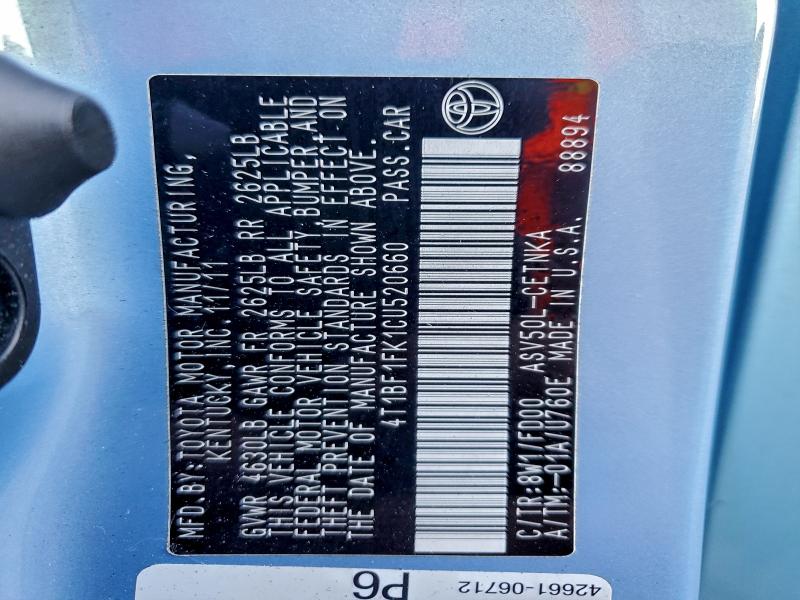 MFD.BY:TOYOTA MOTOR MANUFACTURING,
KENTUCKY, INC. 11/11
GVWR 4630LB GAWR FR 2625LB RR 2625LB
THIS VEHICLE CONFORMS TO ALL APPLICABLE
FEDERAL MOTOR VEHICLE SAFETY BUMPER,AND
THEFT PREVENTION STANDARDS IN EFFECT ON
THE DATE OF MANUFACTURE SHOWN ABOVE.
4T1BF1FK1CU520660 PASS.CAR
C/TR:8W1/FD00 ASV50L-CETNKA
A/TM:-01A/U760E MADE IN U.S.A. 88894
P6
42661-06712